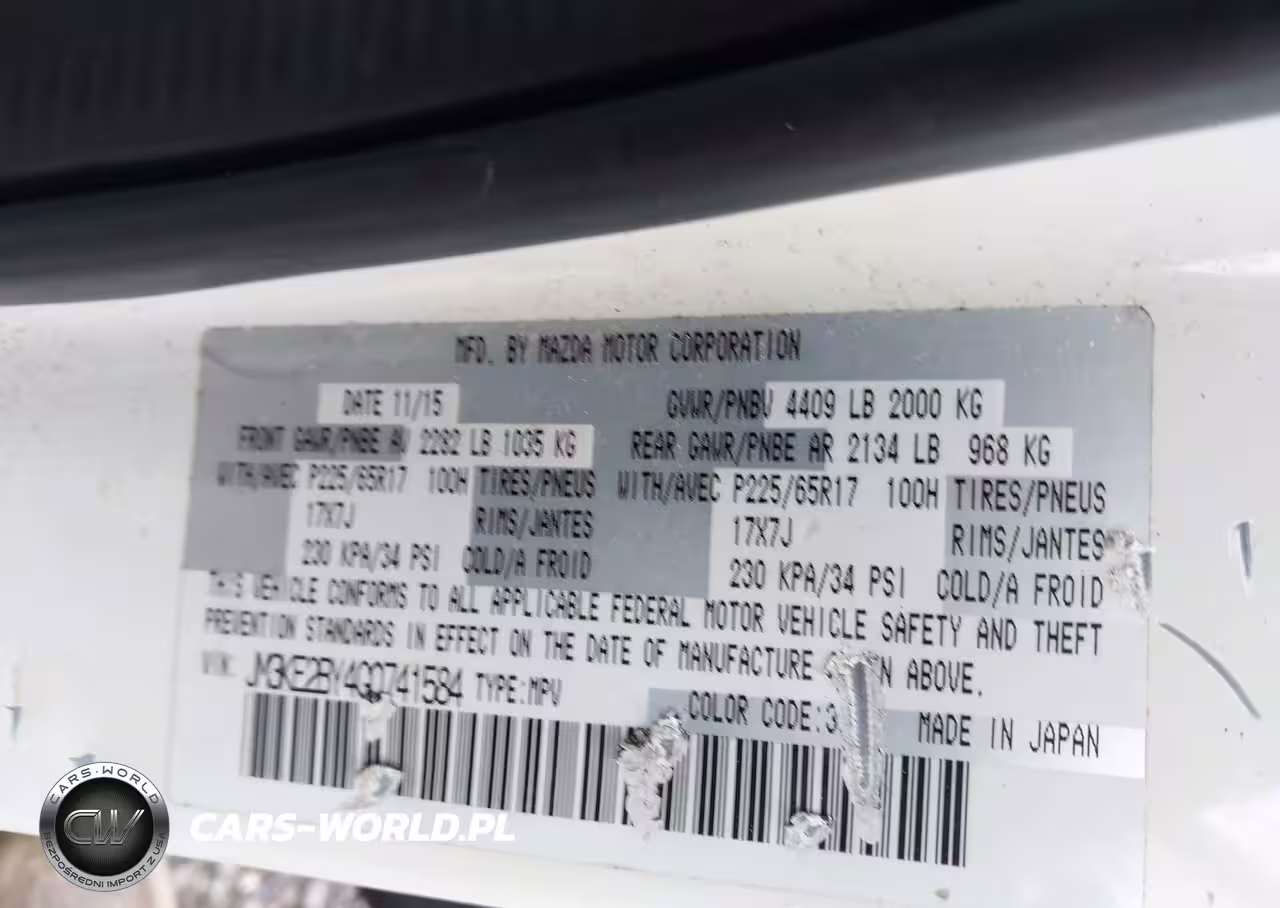 MFD. BY MAZDA MOTOR CORPORATION
DATE 11/15 GVWR/PNBV 4409 LB 2000 KG
FRONT GAWR/PNBE AV 2282 LB 1035 KG REAR GAWR/PNBE AR 2134 LB 968 KG
WITH/AVEC P225/65R17 100H TIRES/PNEUS WITH/AVEC P225/65R17 100H TIRES/PNEUS
17X7J RIMS/JANTES 17X7J RIMS/JANTES
230 KPA/34 PSI COLD/A FROID 230 KPA/34 PSI COLD/A FROID
THIS VEHICLE CONFORMS TO ALL APPLICABLE FEDERAL MOTOR VEHICLE SAFETY AND THEFT
PREVENTION STANDARDS IN EFFECT ON THE DATE OF MANUFACTURE ABOVE.
VIN: JM3KE2BY4G0741584 TYPE:MPV
COLOR CODE:3 MADE IN JAPAN
CARS-WORLD
CW
BEZPOŚREDNI IMPORT Z USA
CARS-WORLD.PL